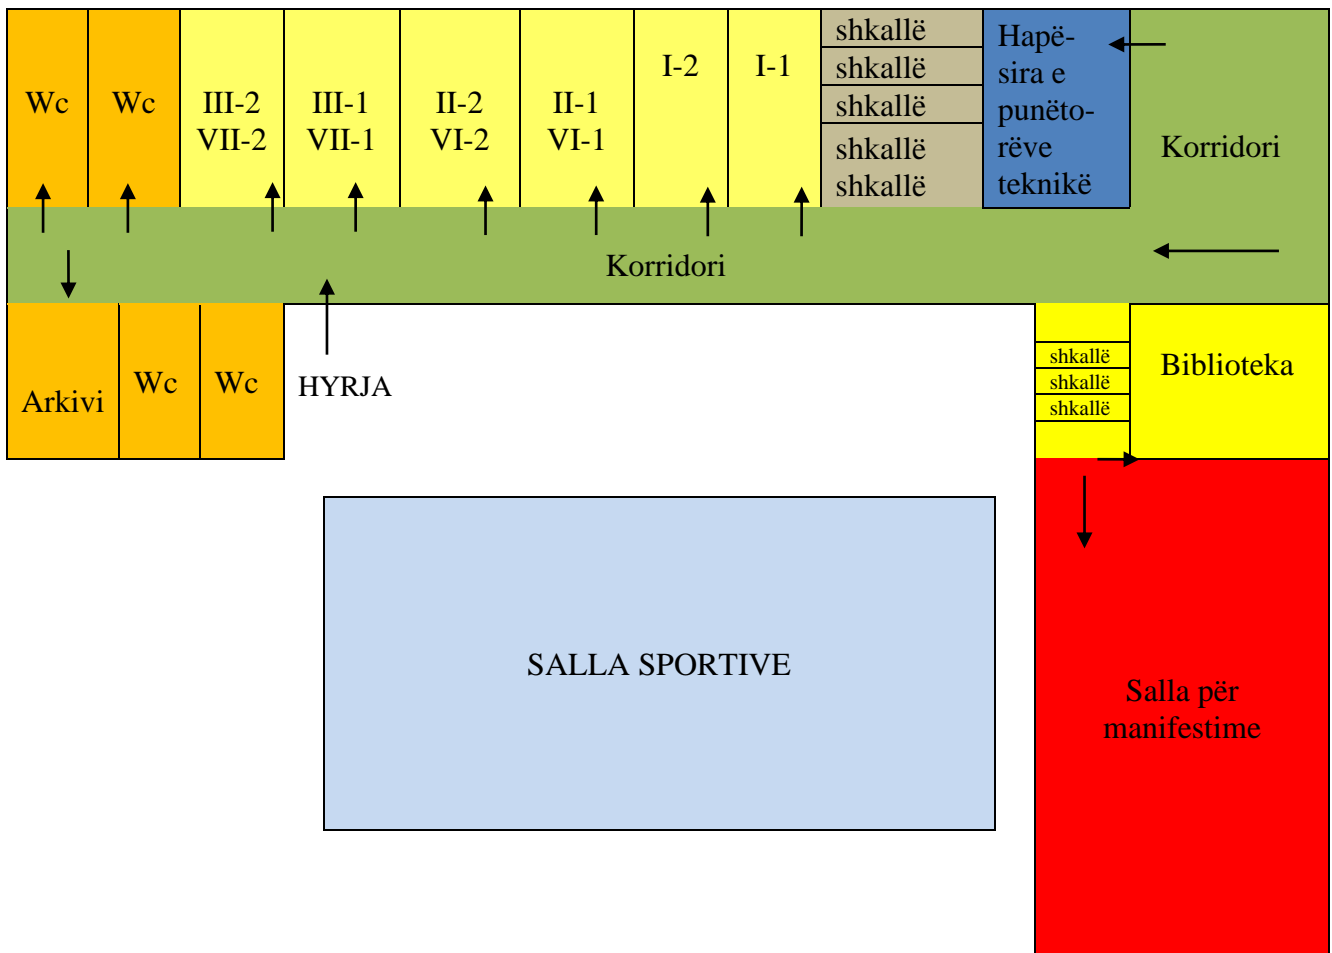 Wc
Wc
III-2
VII-2
III-1
VII-1
II-2
VI-2
II-1
VI-1
I-2
I-1
shkallë
shkallë
shkallë
shkallë
shkallë
Hapë-
sira e
punëto-
rëve
teknikë
Korridori
Korridori
Arkivi
Wc
Wc
HYRJA
shkallë
shkallë
shkallë
Biblioteka
SALLA SPORTIVE
Salla për
manifestime